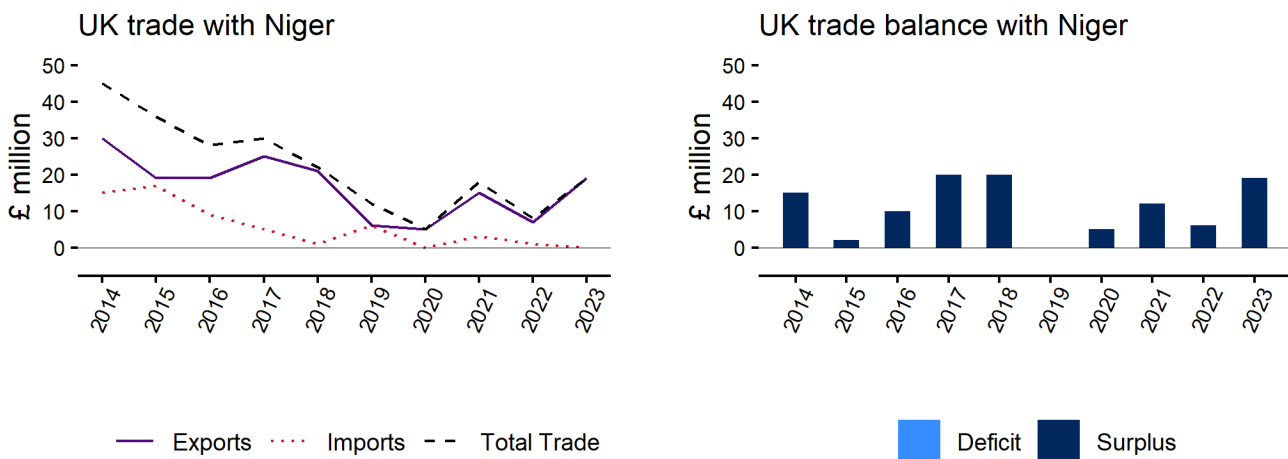 UK trade with Niger
£ million
50
40
30
20
10
0
2014 2015 2016 2017 2018 2019 2020 2021 2022 2023
Exports Imports Total Trade
UK trade balance with Niger
£ million
50
40
30
20
10
0
2014 2015 2016 2017 2018 2019 2020 2021 2022 2023
Deficit Surplus